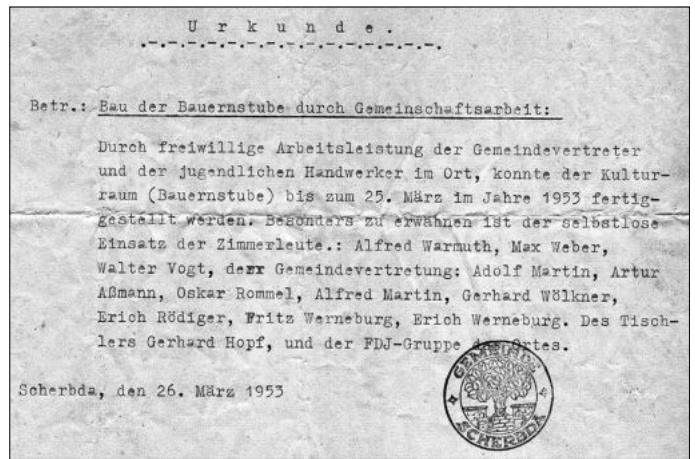 U r k u n d e .
Betr.: Bau der Bauernstube durch Gemeinschaftsarbeit:
Durch freiwillige Arbeitsleistung der Gemeindevertreter
und der jugendlichen Handwerker im Ort, konnte der Kultur-
raum (Bauernstube) bis zum 25. März im Jahre 1953 fertig-
gestellt werden. Besonders zu erwähnen ist der selbstlose
Einsatz der Zimmerleute.: Alfred Warmuth, Max Weber,
Walter Vogt, der Gemeindevertretung: Adolf Martin, Artur
Aßmann, Oskar Rommel, Alfred Martin, Gerhard Wölkner,
Erich Rödiger, Fritz Werneburg, Erich Werneburg. Des Tisch-
lers Gerhard Hopf, und der FDJ-Gruppe des Ortes.
Scherbda, den 26. März 1953
GEMEINDE
SCHERBDA